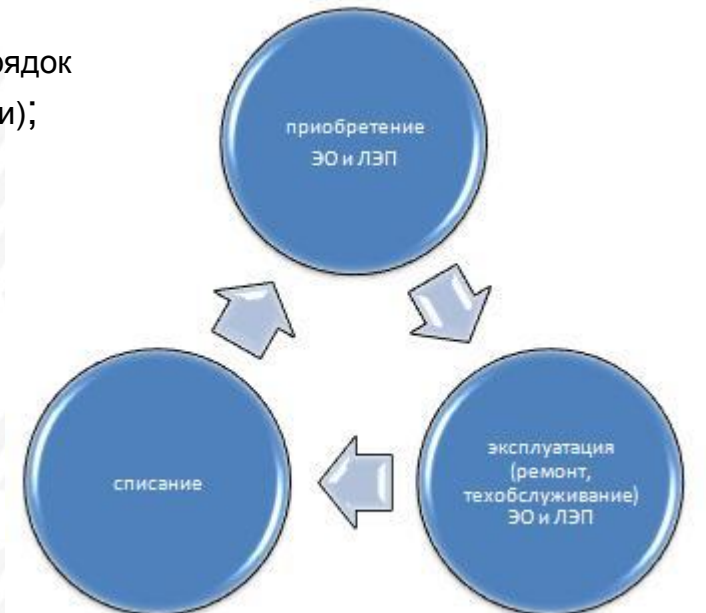 рядок
и);
приобретение
ЭО и ЛЭП
эксплуатация
(ремонт,
техобслуживание)
ЭО и ЛЭП
списание